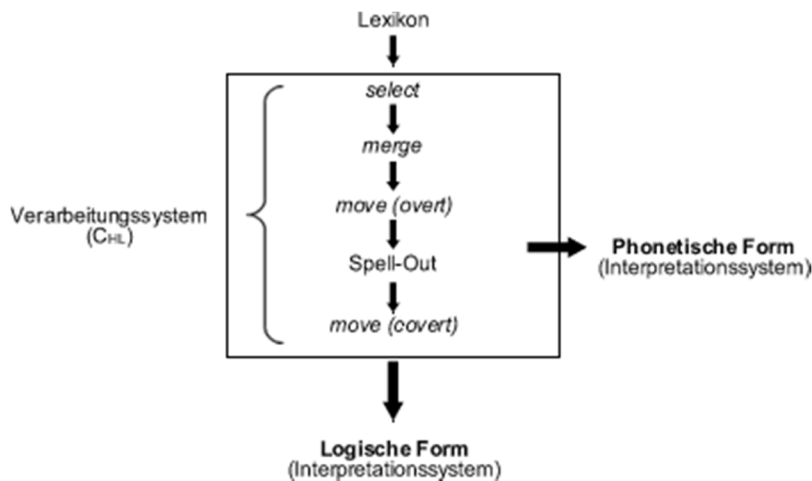 Lexikon
select
merge
move (overt)
Verarbeitungssystem
(CHL)
Spell-Out
Phonetische Form
(Interpretationssystem)
move (covert)
Logische Form
(Interpretationssystem)